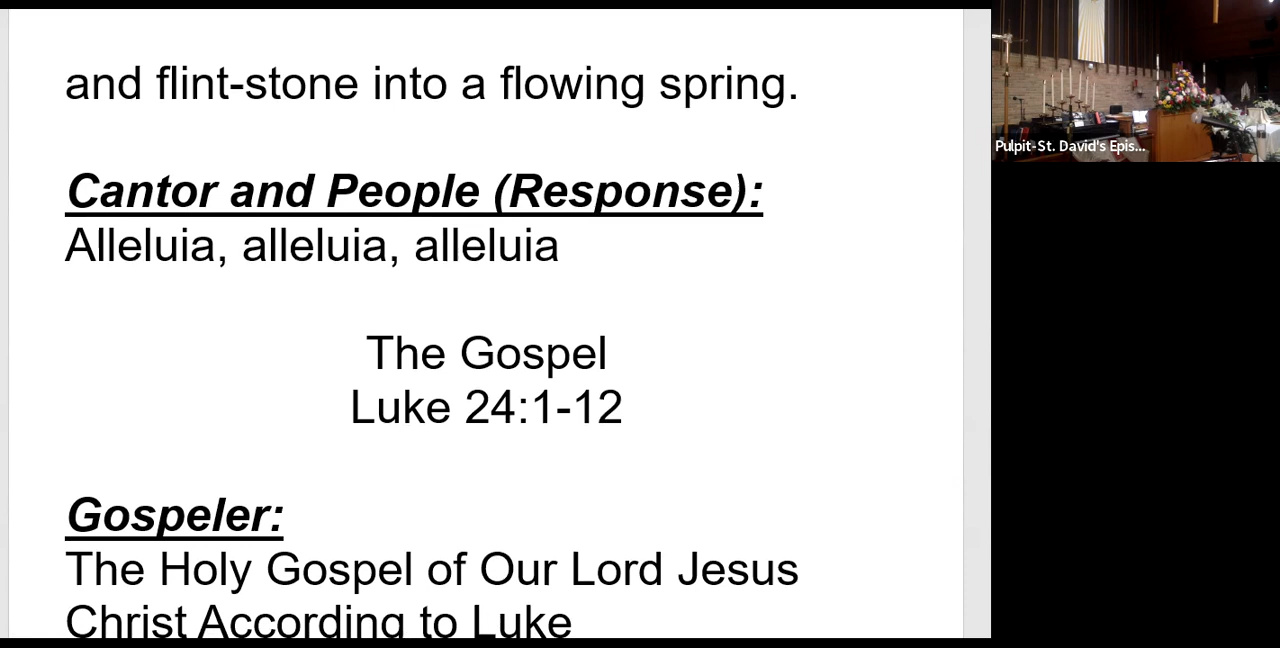 and flint-stone into a flowing spring.
Cantor and People (Response):
Alleluia, alleluia, alleluia
The Gospel
Luke 24:1-12
Gospeler:
The Holy Gospel of Our Lord Jesus
Christ According to Luke
Pulpit-St. David's Epis...